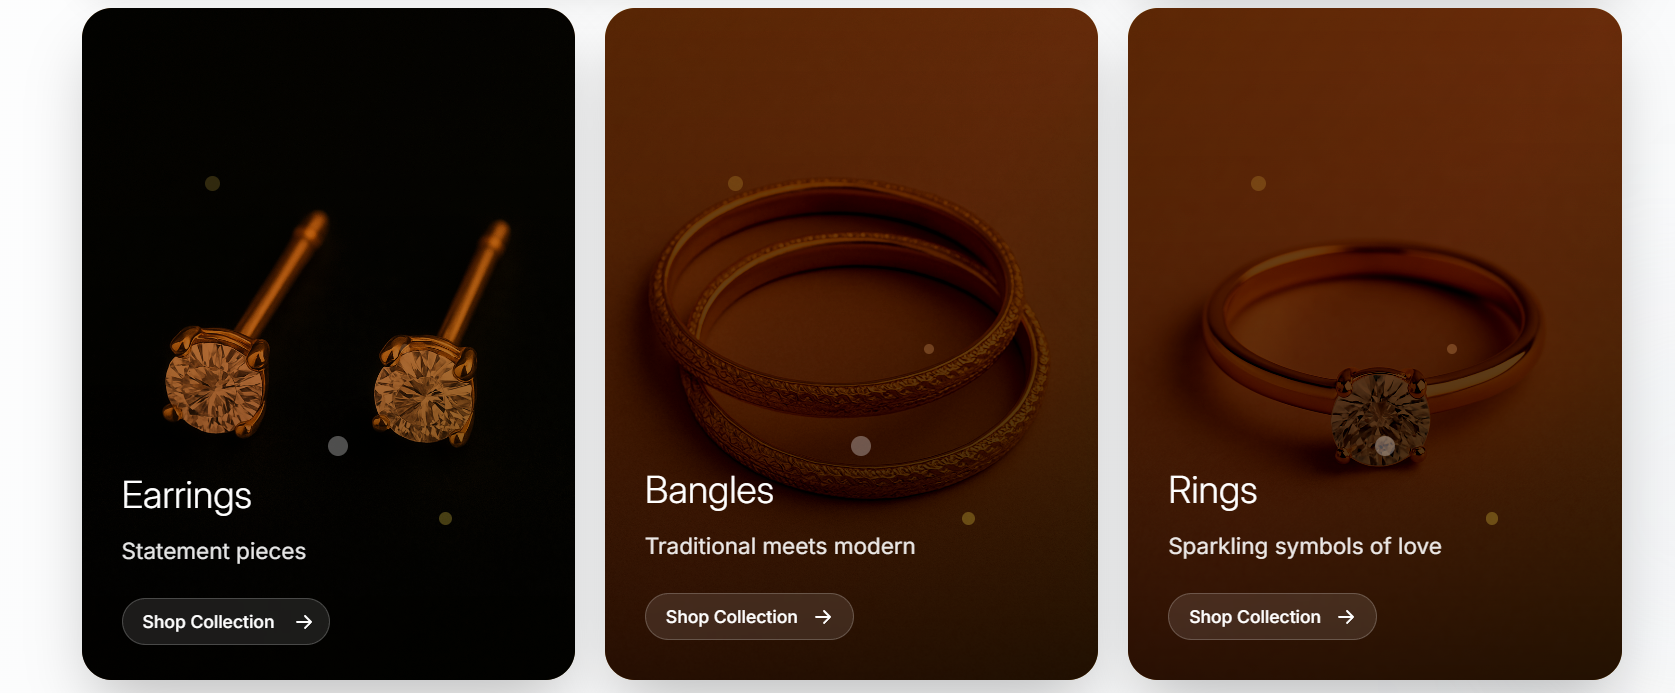 Earrings
Statement pieces
Shop Collection
Bangles
Traditional meets modern
Shop Collection
Rings
Sparkling symbols of love
Shop Collection